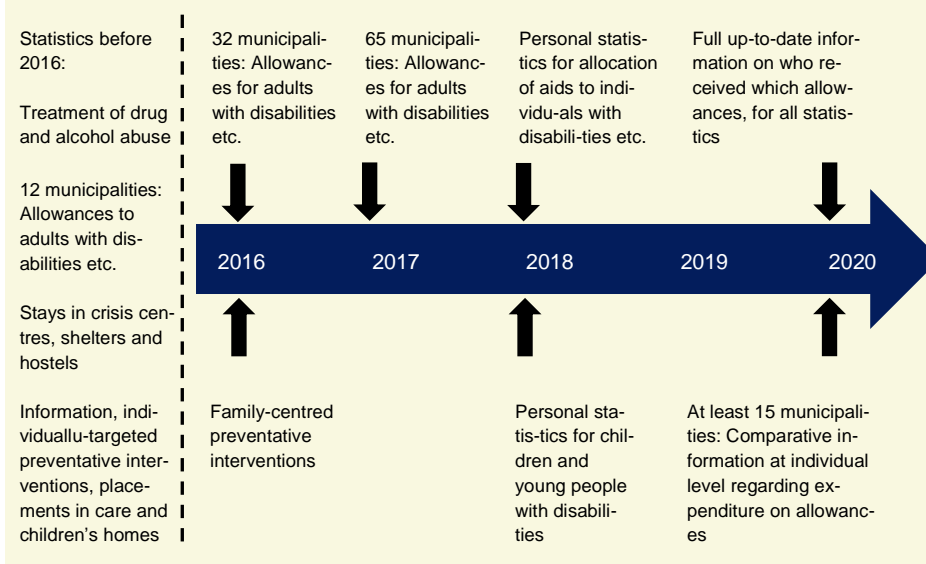 Statistics before
2016:
Treatment of drug
and alcohol abuse
12 municipalities:
Allowances to
adults with dis-
abilities etc.
Stays in crisis cen-
tres, shelters and
hostels
Information, indi-
viduallu-targeted
preventative inter-
ventions, place-
ments in care and
children's homes
32 municipali-
ties: Allowanc-
es for adults
with disabilities
etc.
65 municipali-
ties: Allowanc-
es for adults
with disabilities
etc.
Personal statis-
tics for allocation
of aids to indi-
vidu-als with
disabili-ties etc.
Full up-to-date infor-
mation on who re-
ceived which allow-
ances, for all statis-
tics
2016
2017
2018
2019
2020
Family-centred
preventative
interventions
Personal sta-
tis-tics for chil-
dren and
young people
with disabili-
ties
At least 15 municipali-
ties: Comparative in-
formation at individual
level regarding ex-
penditure on allowanc-
es